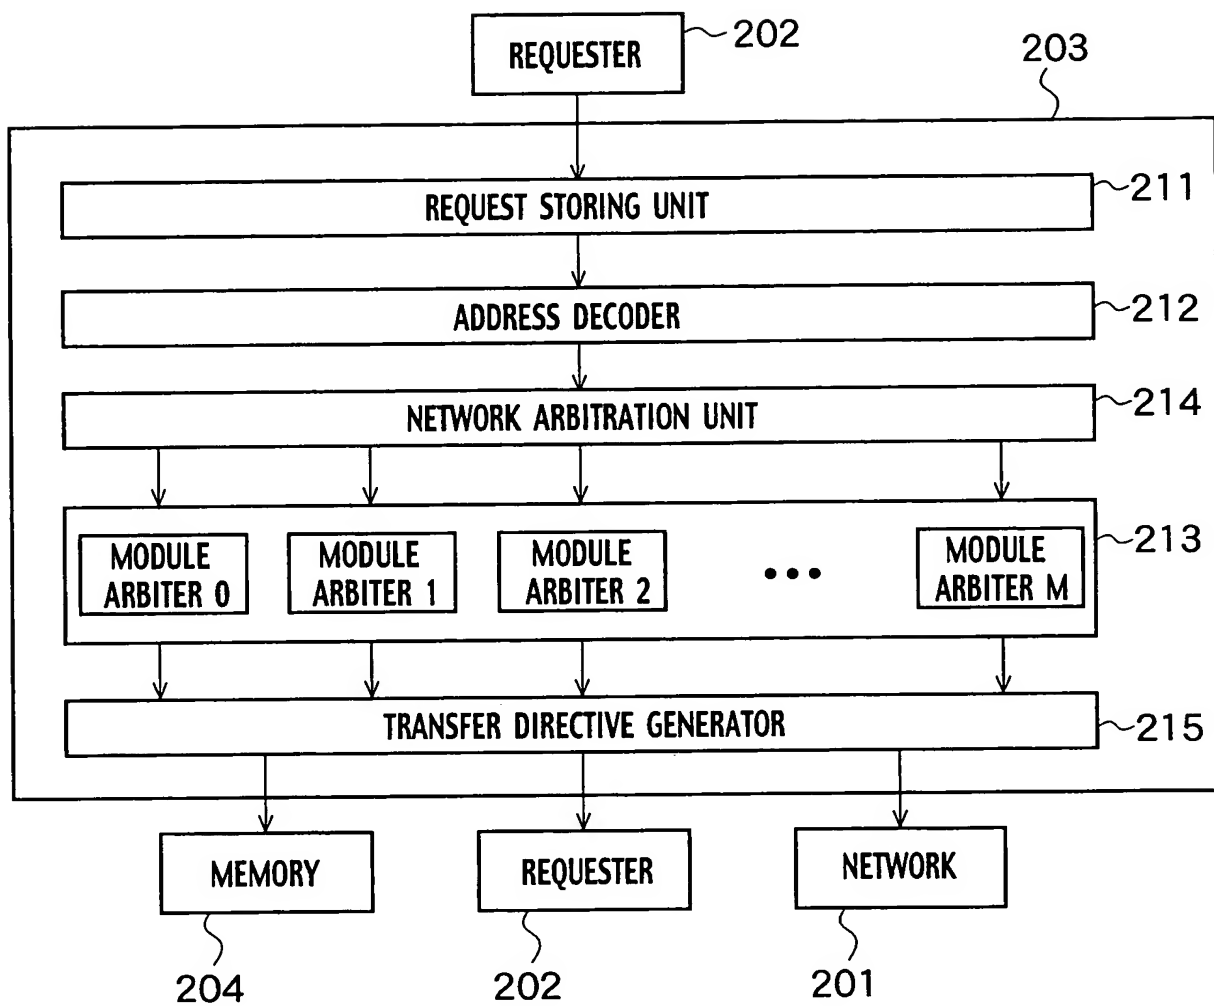 REQUESTER
202
203
REQUEST STORING UNIT
211
ADDRESS DECODER
212
NETWORK ARBITRATION UNIT
214
MODULE
ARBITER 0
MODULE
ARBITER 1
MODULE
ARBITER 2
•••
MODULE
ARBITER M
213
TRANSFER DIRECTIVE GENERATOR
215
MEMORY
REQUESTER
NETWORK
204
202
201